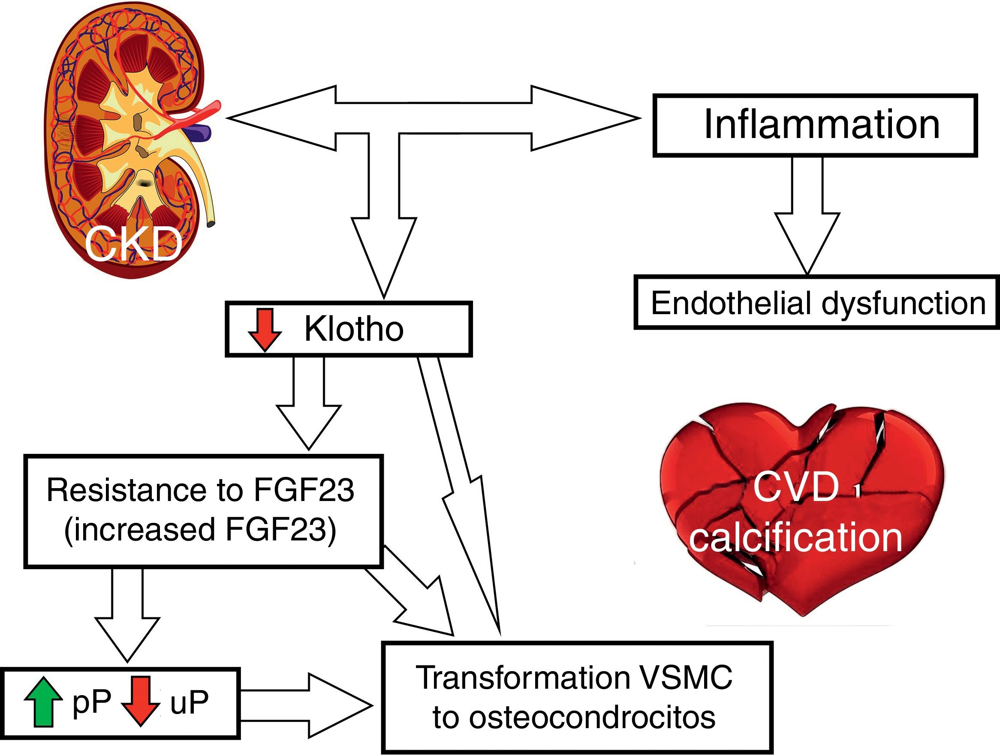 CKD
Inflammation
Endothelial dysfunction
Klotho
Resistance to FGF23
(increased FGF23)
CVD
calcification
pP uP
Transformation VSMC
to osteocondrocitos